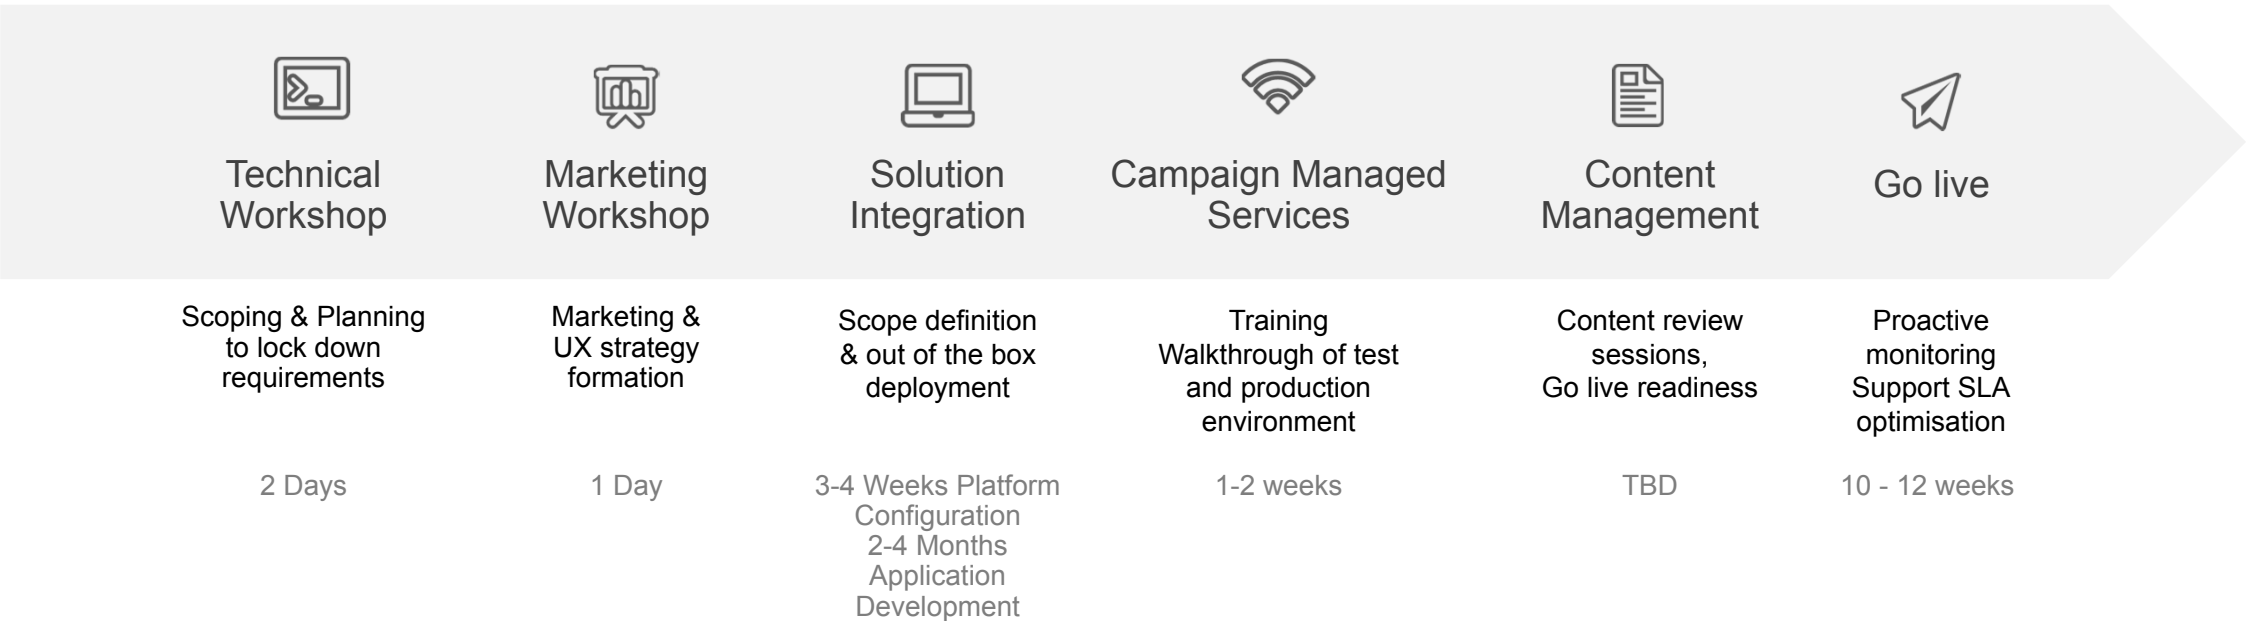 Technical
Workshop
Marketing
Workshop
Solution
Integration
Campaign Managed
Services
Content
Management
Go live
Scoping & Planning
to lock down
requirements
Marketing &
UX strategy
formation
Scope definition
& out of the box
deployment
Training
Walkthrough of test
and production
environment
Content review
sessions,
Go live readiness
Proactive
monitoring
Support SLA
optimisation
2 Days
1 Day
3-4 Weeks Platform
Configuration
2-4 Months
Application
Development
1-2 weeks
TBD
10 - 12 weeks